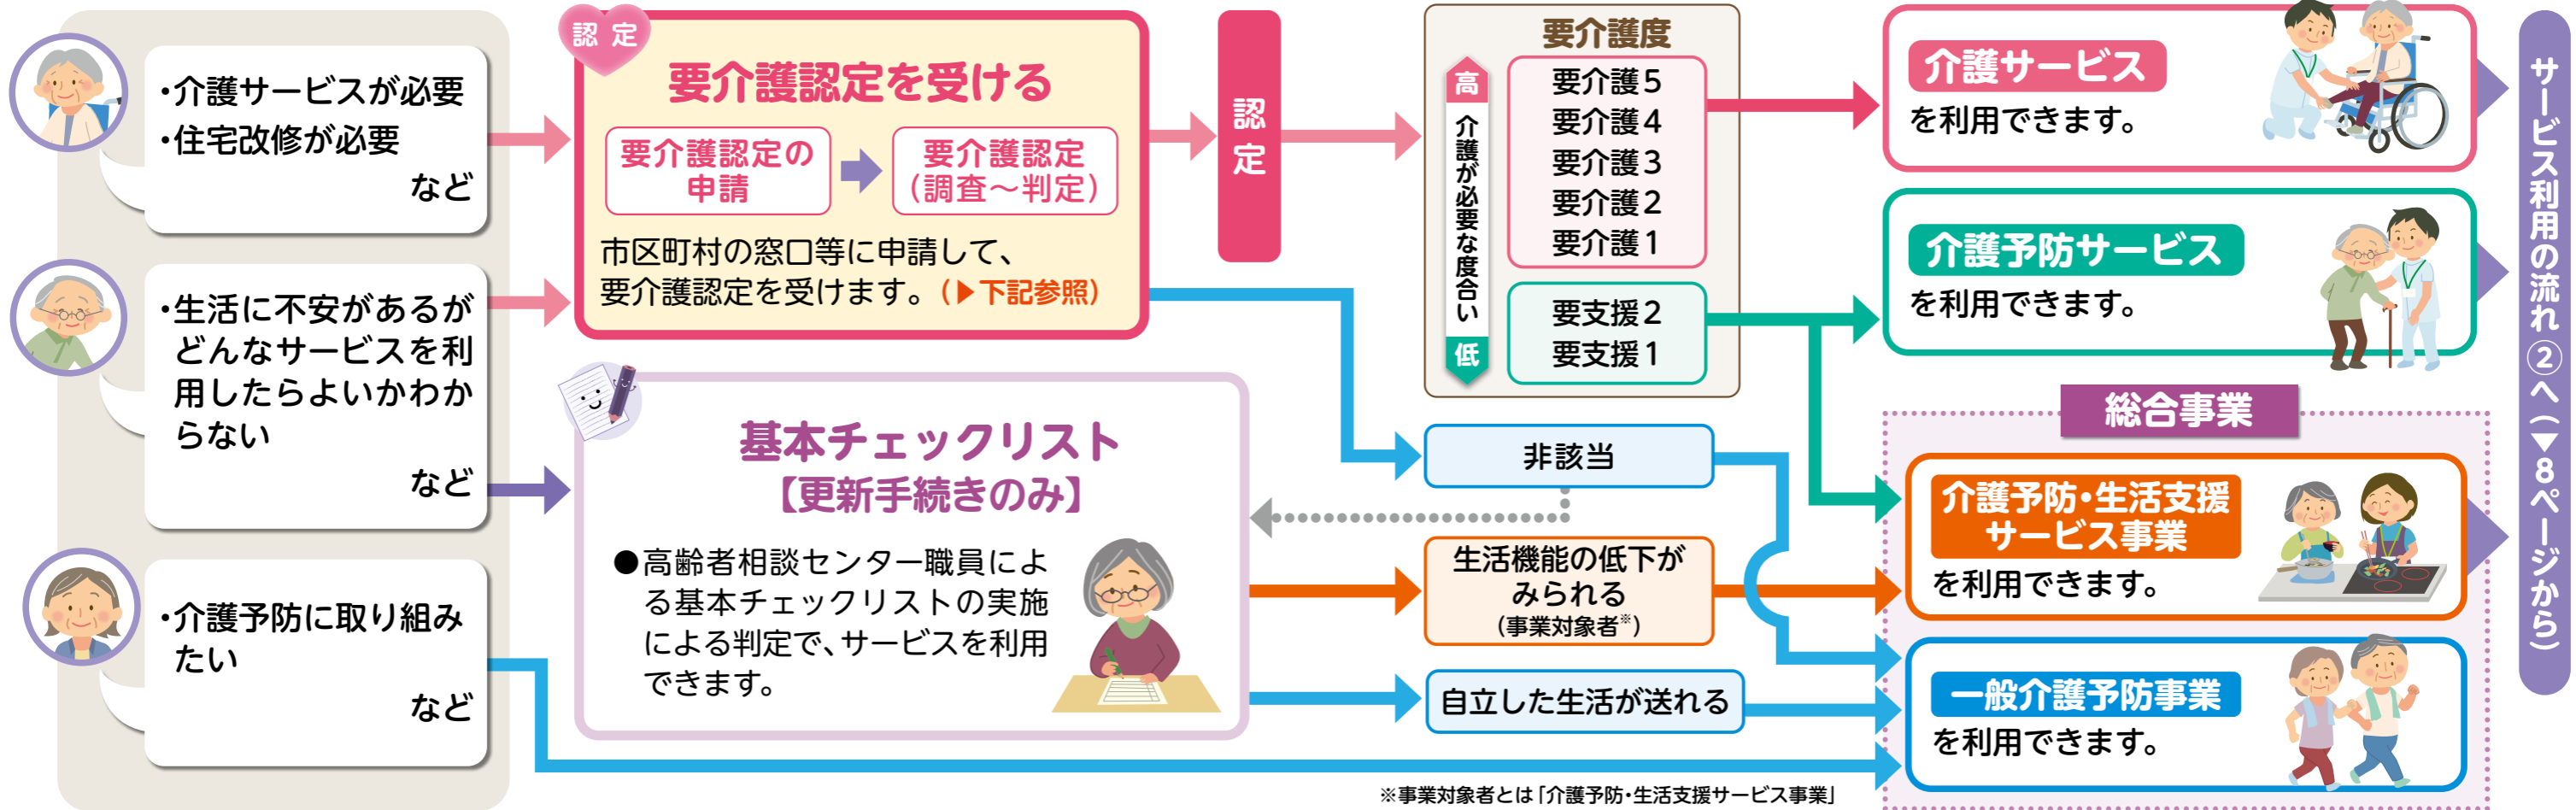 ・介護サービスが必要
・住宅改修が必要
など
・生活に不安があるが
どんなサービスを利
用したらよいかわか
らない
など
・介護予防に取り組み
たい
など
認 定
要介護認定を受ける
要介護認定の
申請
要介護認定
（調査～判定）
市区町村の窓口等に申請して、
要介護認定を受けます。（▶下記参照）
基本チェックリスト
【更新手続きのみ】
●高齢者相談センター職員によ
る基本チェックリストの実施
による判定で、サービスを利用
できます。
認定
要介護度
高
介護が必要な度合い
低
要介護５
要介護４
要介護３
要介護２
要介護１
要支援２
要支援１
非該当
生活機能の低下が
みられる
（事業対象者※）
自立した生活が送れる
介護サービス
を利用できます。
介護予防サービス
を利用できます。
総合事業
介護予防・生活支援
サービス事業
を利用できます。
一般介護予防事業
を利用できます。
※事業対象者とは「介護予防・生活支援サービス事業」
サービス利用の流れ②へ（▼8ページから）